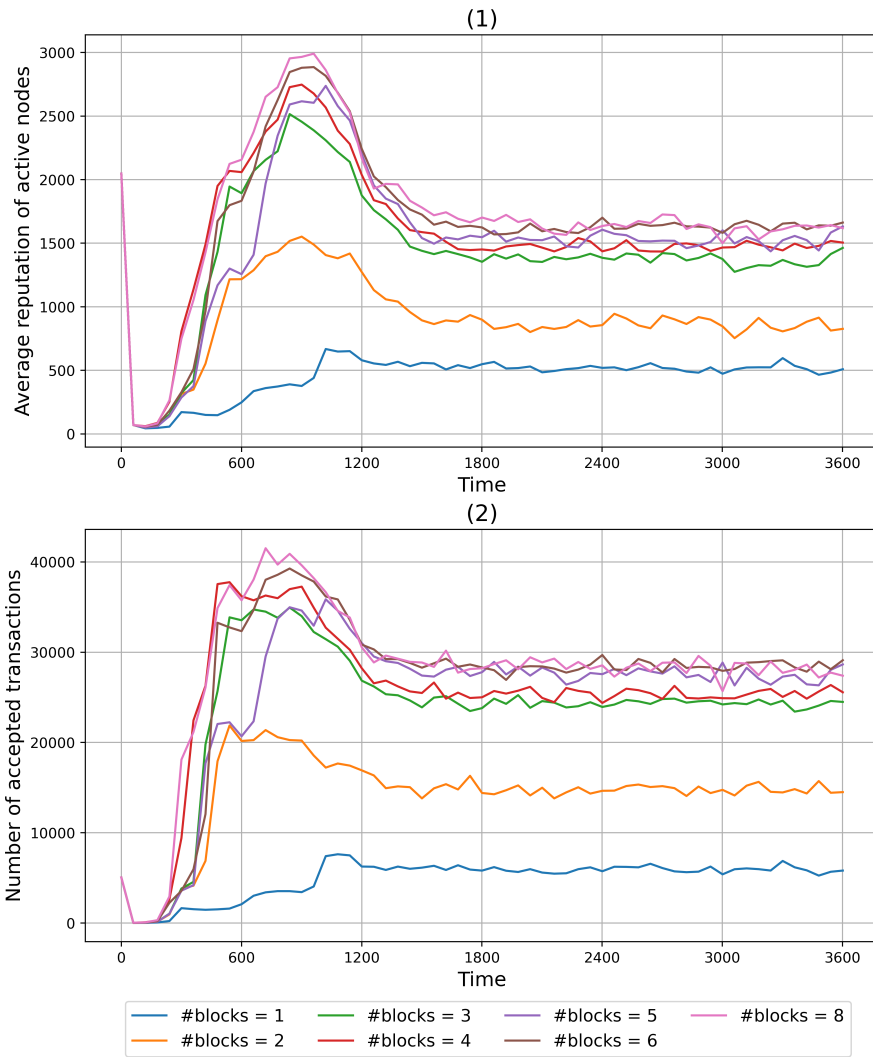 (1)
3000
2500
2000
1500
1000
500
0
Average reputation of active nodes
0 600 1200 1800 2400 3000 3600
Time
(2)
40000
30000
20000
10000
0
Number of accepted transactions
0 600 1200 1800 2400 3000 3600
Time
#blocks = 1 #blocks = 3 #blocks = 5 #blocks = 8
#blocks = 2 #blocks = 4 #blocks = 6